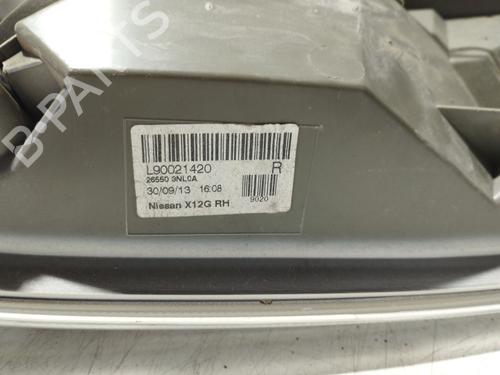 B-PARTS
L90021420 R
26550 3NL0A
30/09/13 16:08
9020
Nissan X12G RH